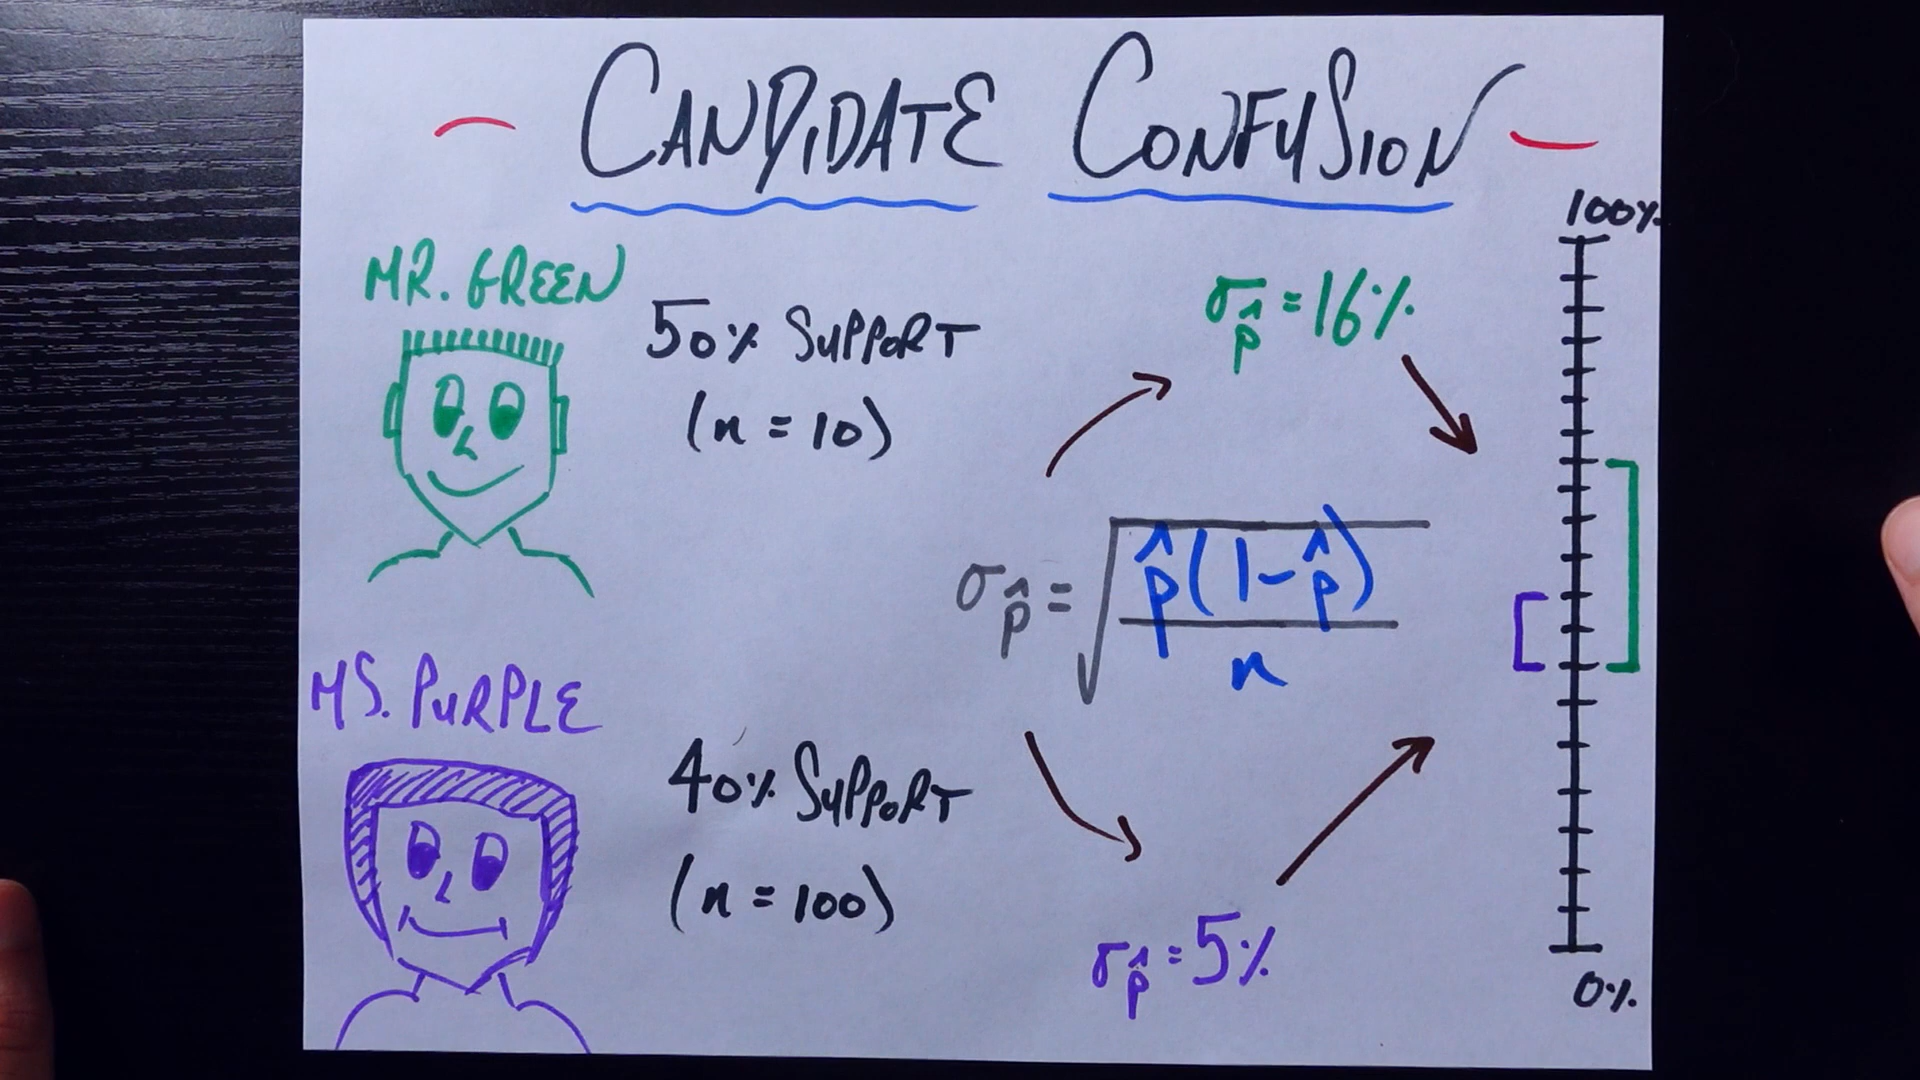 CANDIDATE CONFUSION
100%
MR. GREEN
50% SUPPORT
(n = 10)
σp̂ = 16%
σp̂ = √p̂(1-p̂)
n
MS. PURPLE
40% SUPPORT
(n = 100)
σp̂ = 5%
0%